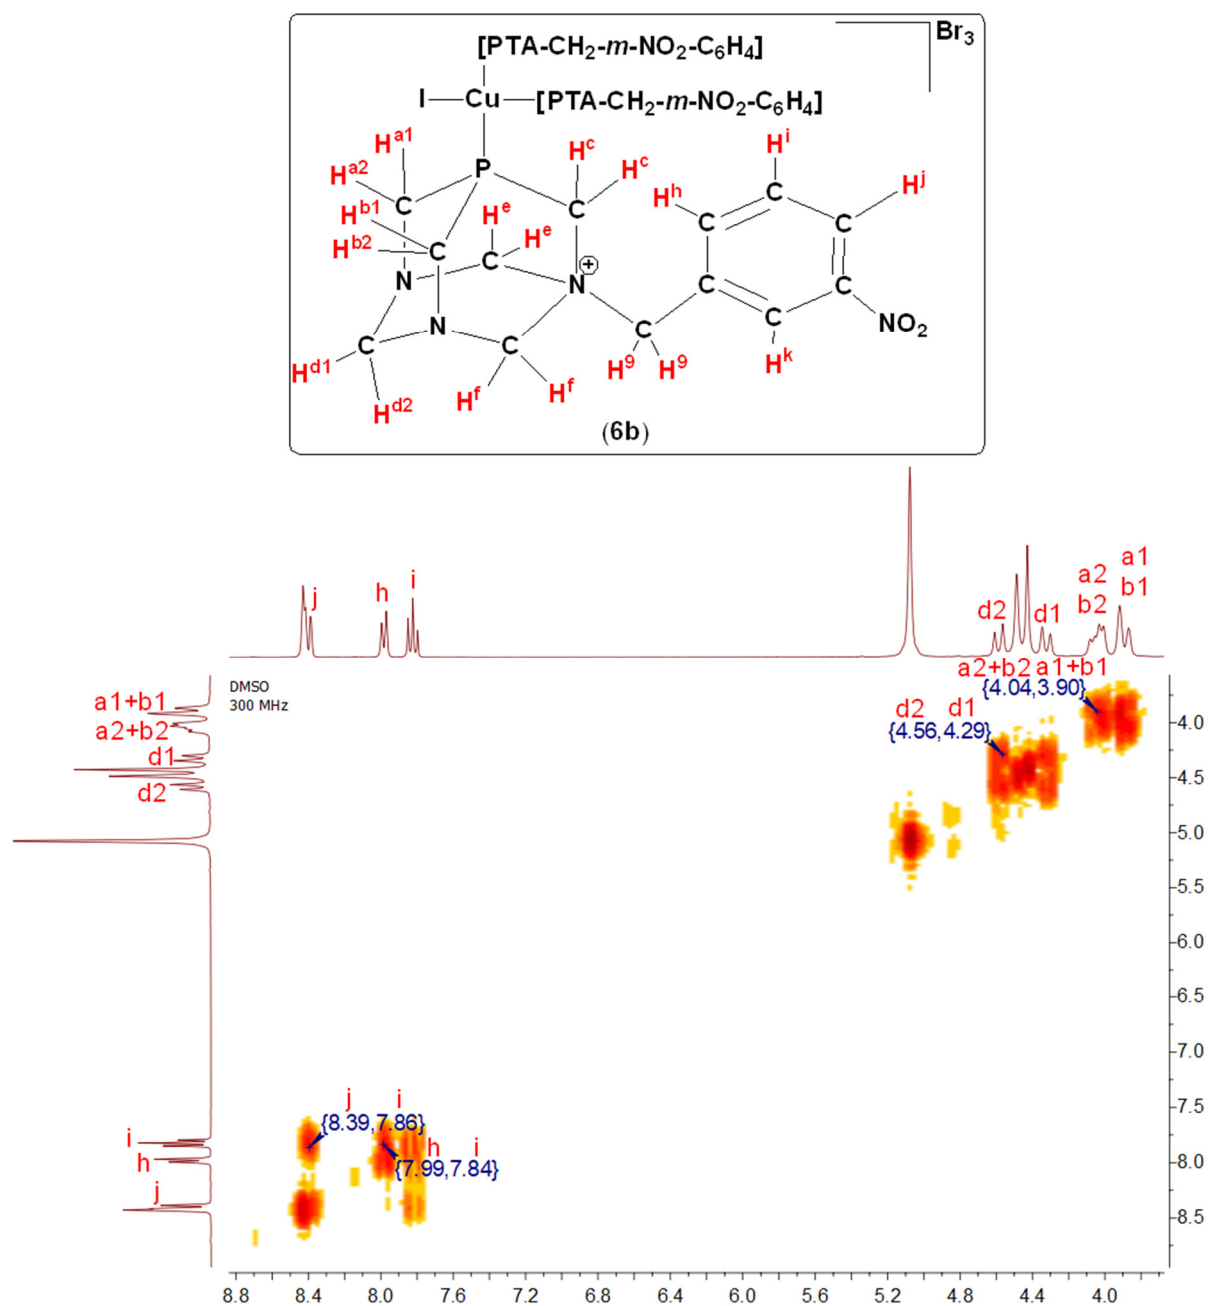 [PTA-CH2-m-NO2-C6H4]
Br3
I Cu [PTA-CH2-m-NO2-C6H4]
Ha1
Hc
Hi
Ha2
P
Hc
Hj
C
C
Hh
C
C
Hb1
He
C
Hb2
C
He
C
N
N
⊕
C
C
N
NO2
C
C
C
C
Hd1
H9
H9
Hk
Hf
Hf
Hd2
(6b)
j
h
i
d2
d1
a2
b2
a1
b1
DMSO
300 MHz
a2+b2 a1+b1
{4.04,3.90}
d2 d1
{4.56,4.29}
a1+b1
a2+b2
d1
d2
i
h
j
j i
{8.39,7.86}
h i
{7.99,7.84}
4.0
4.5
5.0
5.5
6.0
6.5
7.0
7.5
8.0
8.5
8.8 8.4 8.0 7.6 7.2 6.8 6.4 6.0 5.6 5.2 4.8 4.4 4.0